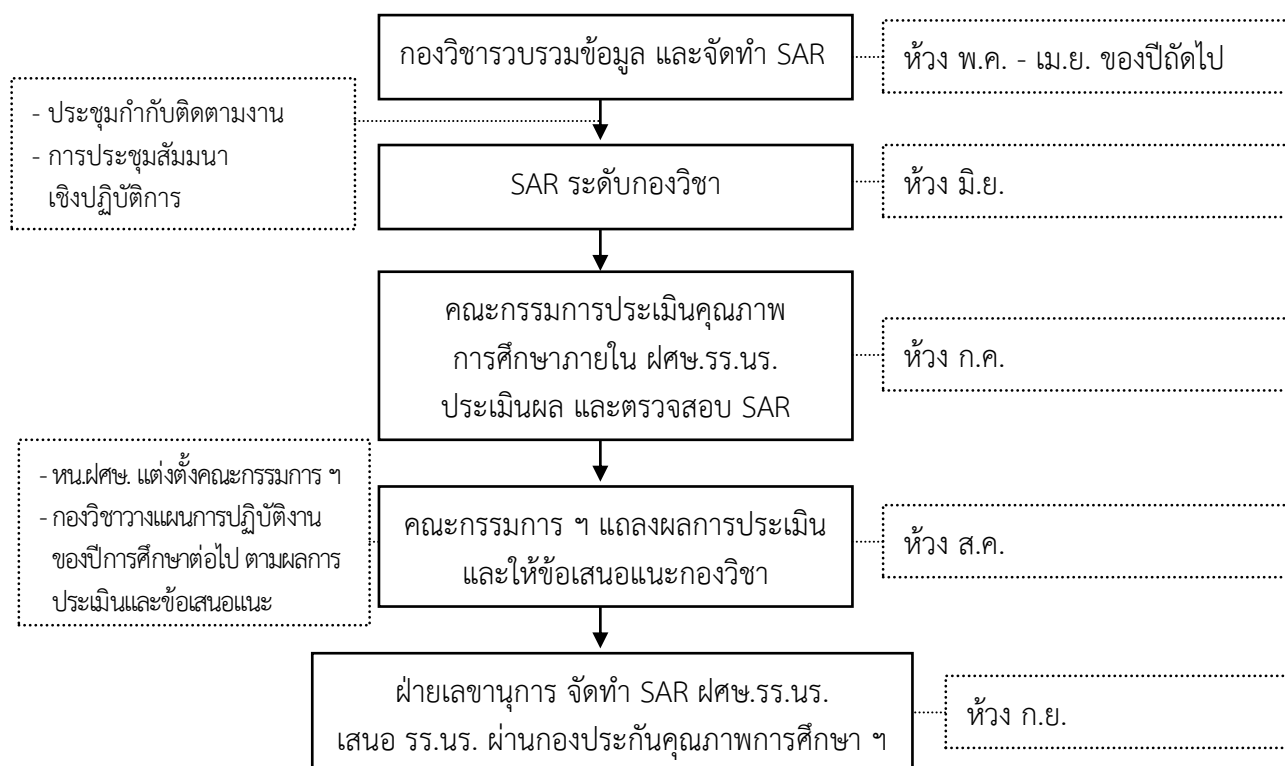 กองวิชารวบรวมข้อมูล และจัดทำ SAR
ห้วง พ.ค. - เม.ย. ของปีถัดไป
- ประชุมกำกับติดตามงาน
- การประชุมสัมมนา
เชิงปฏิบัติการ
SAR ระดับกองวิชา
ห้วง มิ.ย.
คณะกรรมการประเมินคุณภาพ
การศึกษาภายใน ฝศษ.รร.นร.
ประเมินผล และตรวจสอบ SAR
ห้วง ก.ค.
- หน.ฝศษ. แต่งตั้งคณะกรรมการ ฯ
- กองวิชาวางแผนการปฏิบัติงาน
ของปีการศึกษาต่อไป ตามผลการ
ประเมินและข้อเสนอแนะ
คณะกรรมการ ฯ แถลงผลการประเมิน
และให้ข้อเสนอแนะกองวิชา
ห้วง ส.ค.
ฝ่ายเลขานุการ จัดทำ SAR ฝศษ.รร.นร.
เสนอ รร.นร. ผ่านกองประกันคุณภาพการศึกษา ฯ
ห้วง ก.ย.